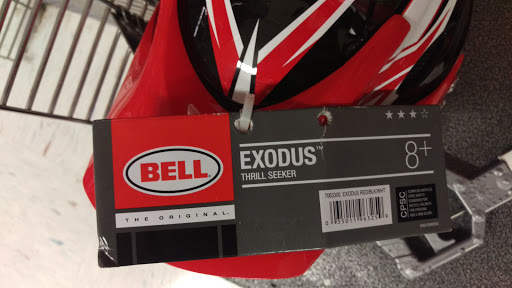 BELL
THE ORIGINAL.
EXODUS™
THRILL SEEKER
8+
EXODUS RED/BLK/WHT
CPSC